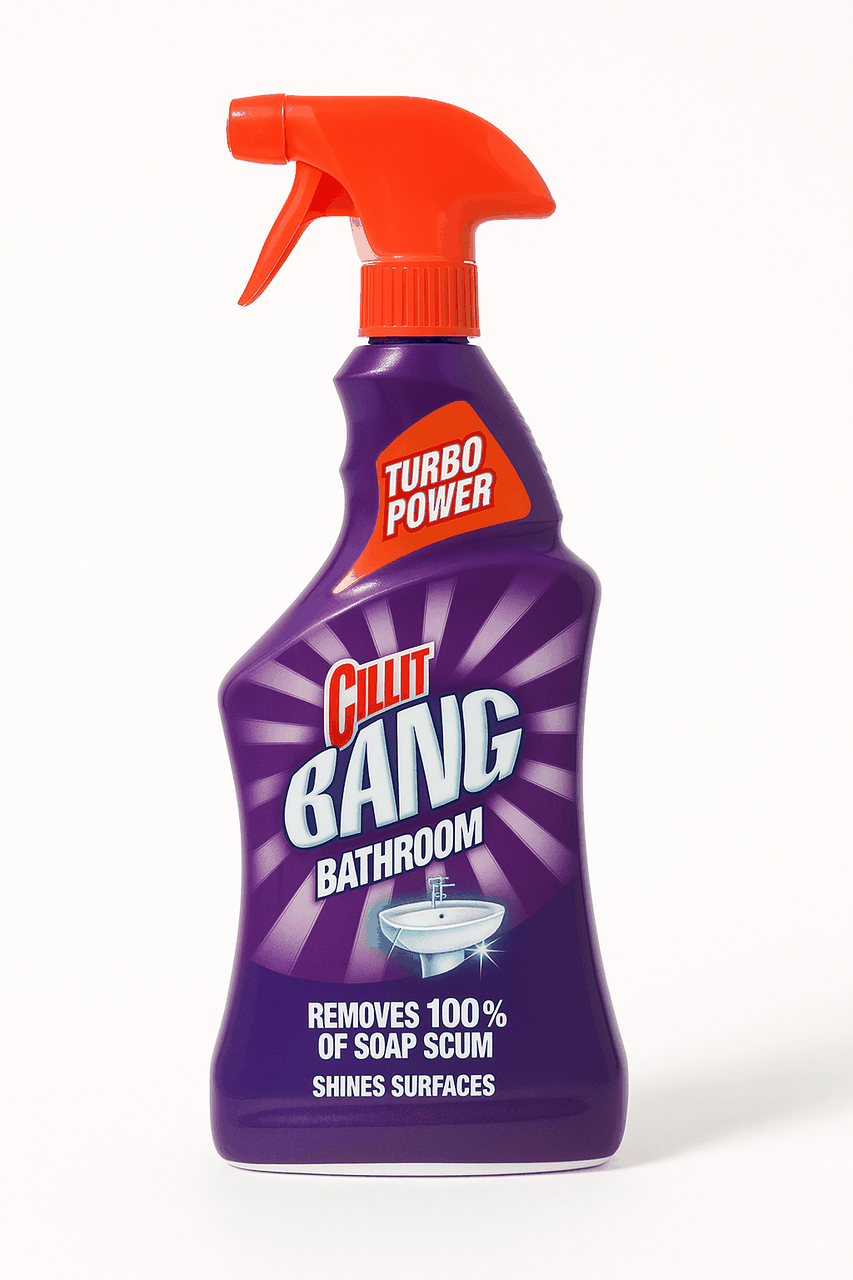 TURBO
POWER
CILLIT
BANG
BATHROOM
REMOVES 100%
OF SOAP SCUM
SHINES SURFACES